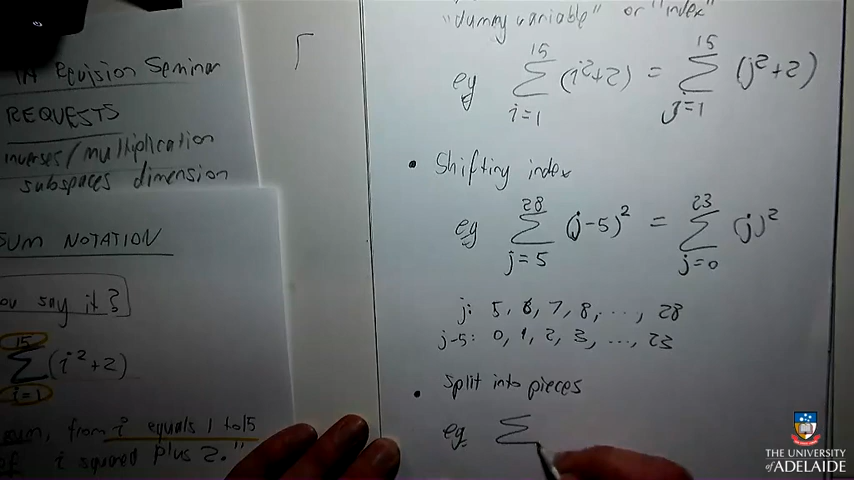 Revision Seminar
REQUESTS
inverses/multiplication
subspaces dimension
SUM NOTATION
you say it?
15
Σ(i²+2)
i=1
sum, from i equals 1 to 15
of i squared plus 2."
"dummy variable" or "index"
eg Σ_{i=1}^{15} (i²+2) = Σ_{j=1}^{15} (j²+2)
• Shifting index
eg Σ_{j=5}^{28} (j-5)² = Σ_{j=0}^{23} (j)²
j: 5, 6, 7, 8, ..., 28
j-5: 0, 1, 2, 3, ..., 23
• Split into pieces
eg Σ
THE UNIVERSITY
of ADELAIDE